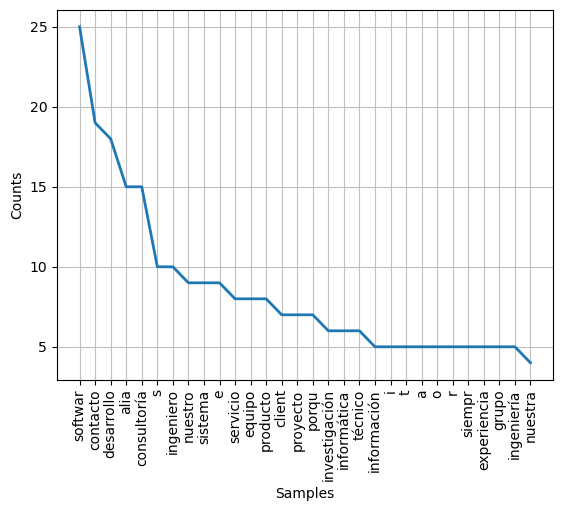 25
20
15
10
5
Counts
softwar
contacto
desarrollo
alia
consultoría
s
ingeniero
nuestro
sistema
e
servicio
equipo
producto
client
proyecto
porqu
investigación
informática
técnico
información
i
t
a
o
r
siempr
experiencia
grupo
ingeniería
nuestra
Samples